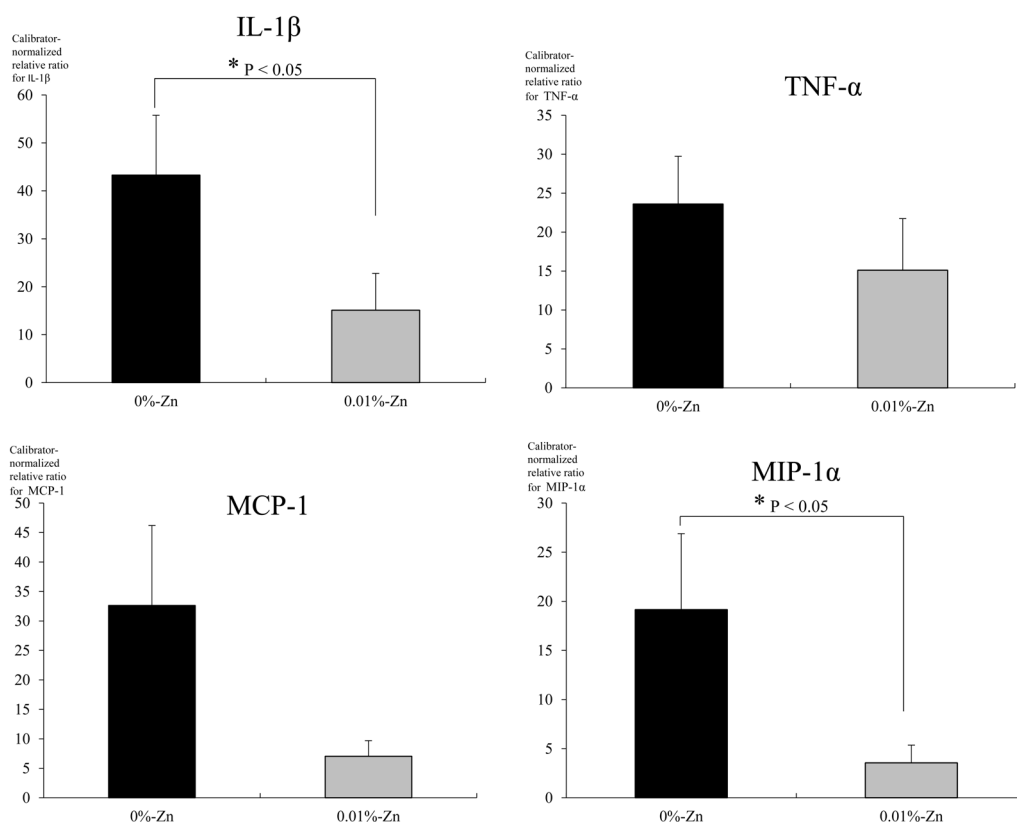 IL-1β
Calibrator-
normalized
relative ratio
for IL-1β
* P < 0.05
60
50
40
30
20
10
0
0%-Zn
0.01%-Zn
TNF-α
Calibrator-
normalized
relative ratio
for TNF-α
35
30
25
20
15
10
5
0
0%-Zn
0.01%-Zn
MCP-1
Calibrator-
normalized
relative ratio
for MCP-1
50
45
40
35
30
25
20
15
10
5
0
0%-Zn
0.01%-Zn
MIP-1α
Calibrator-
normalized
relative ratio
for MIP-1α
* P < 0.05
30
25
20
15
10
5
0
0%-Zn
0.01%-Zn